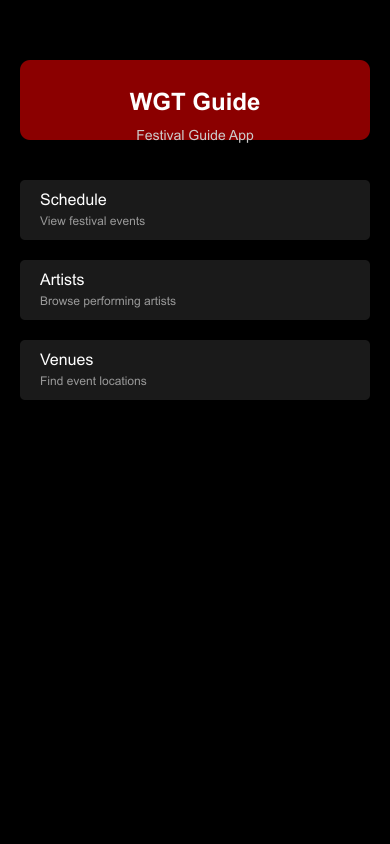 WGT Guide
Festival Guide App
Schedule
View festival events
Artists
Browse performing artists
Venues
Find event locations